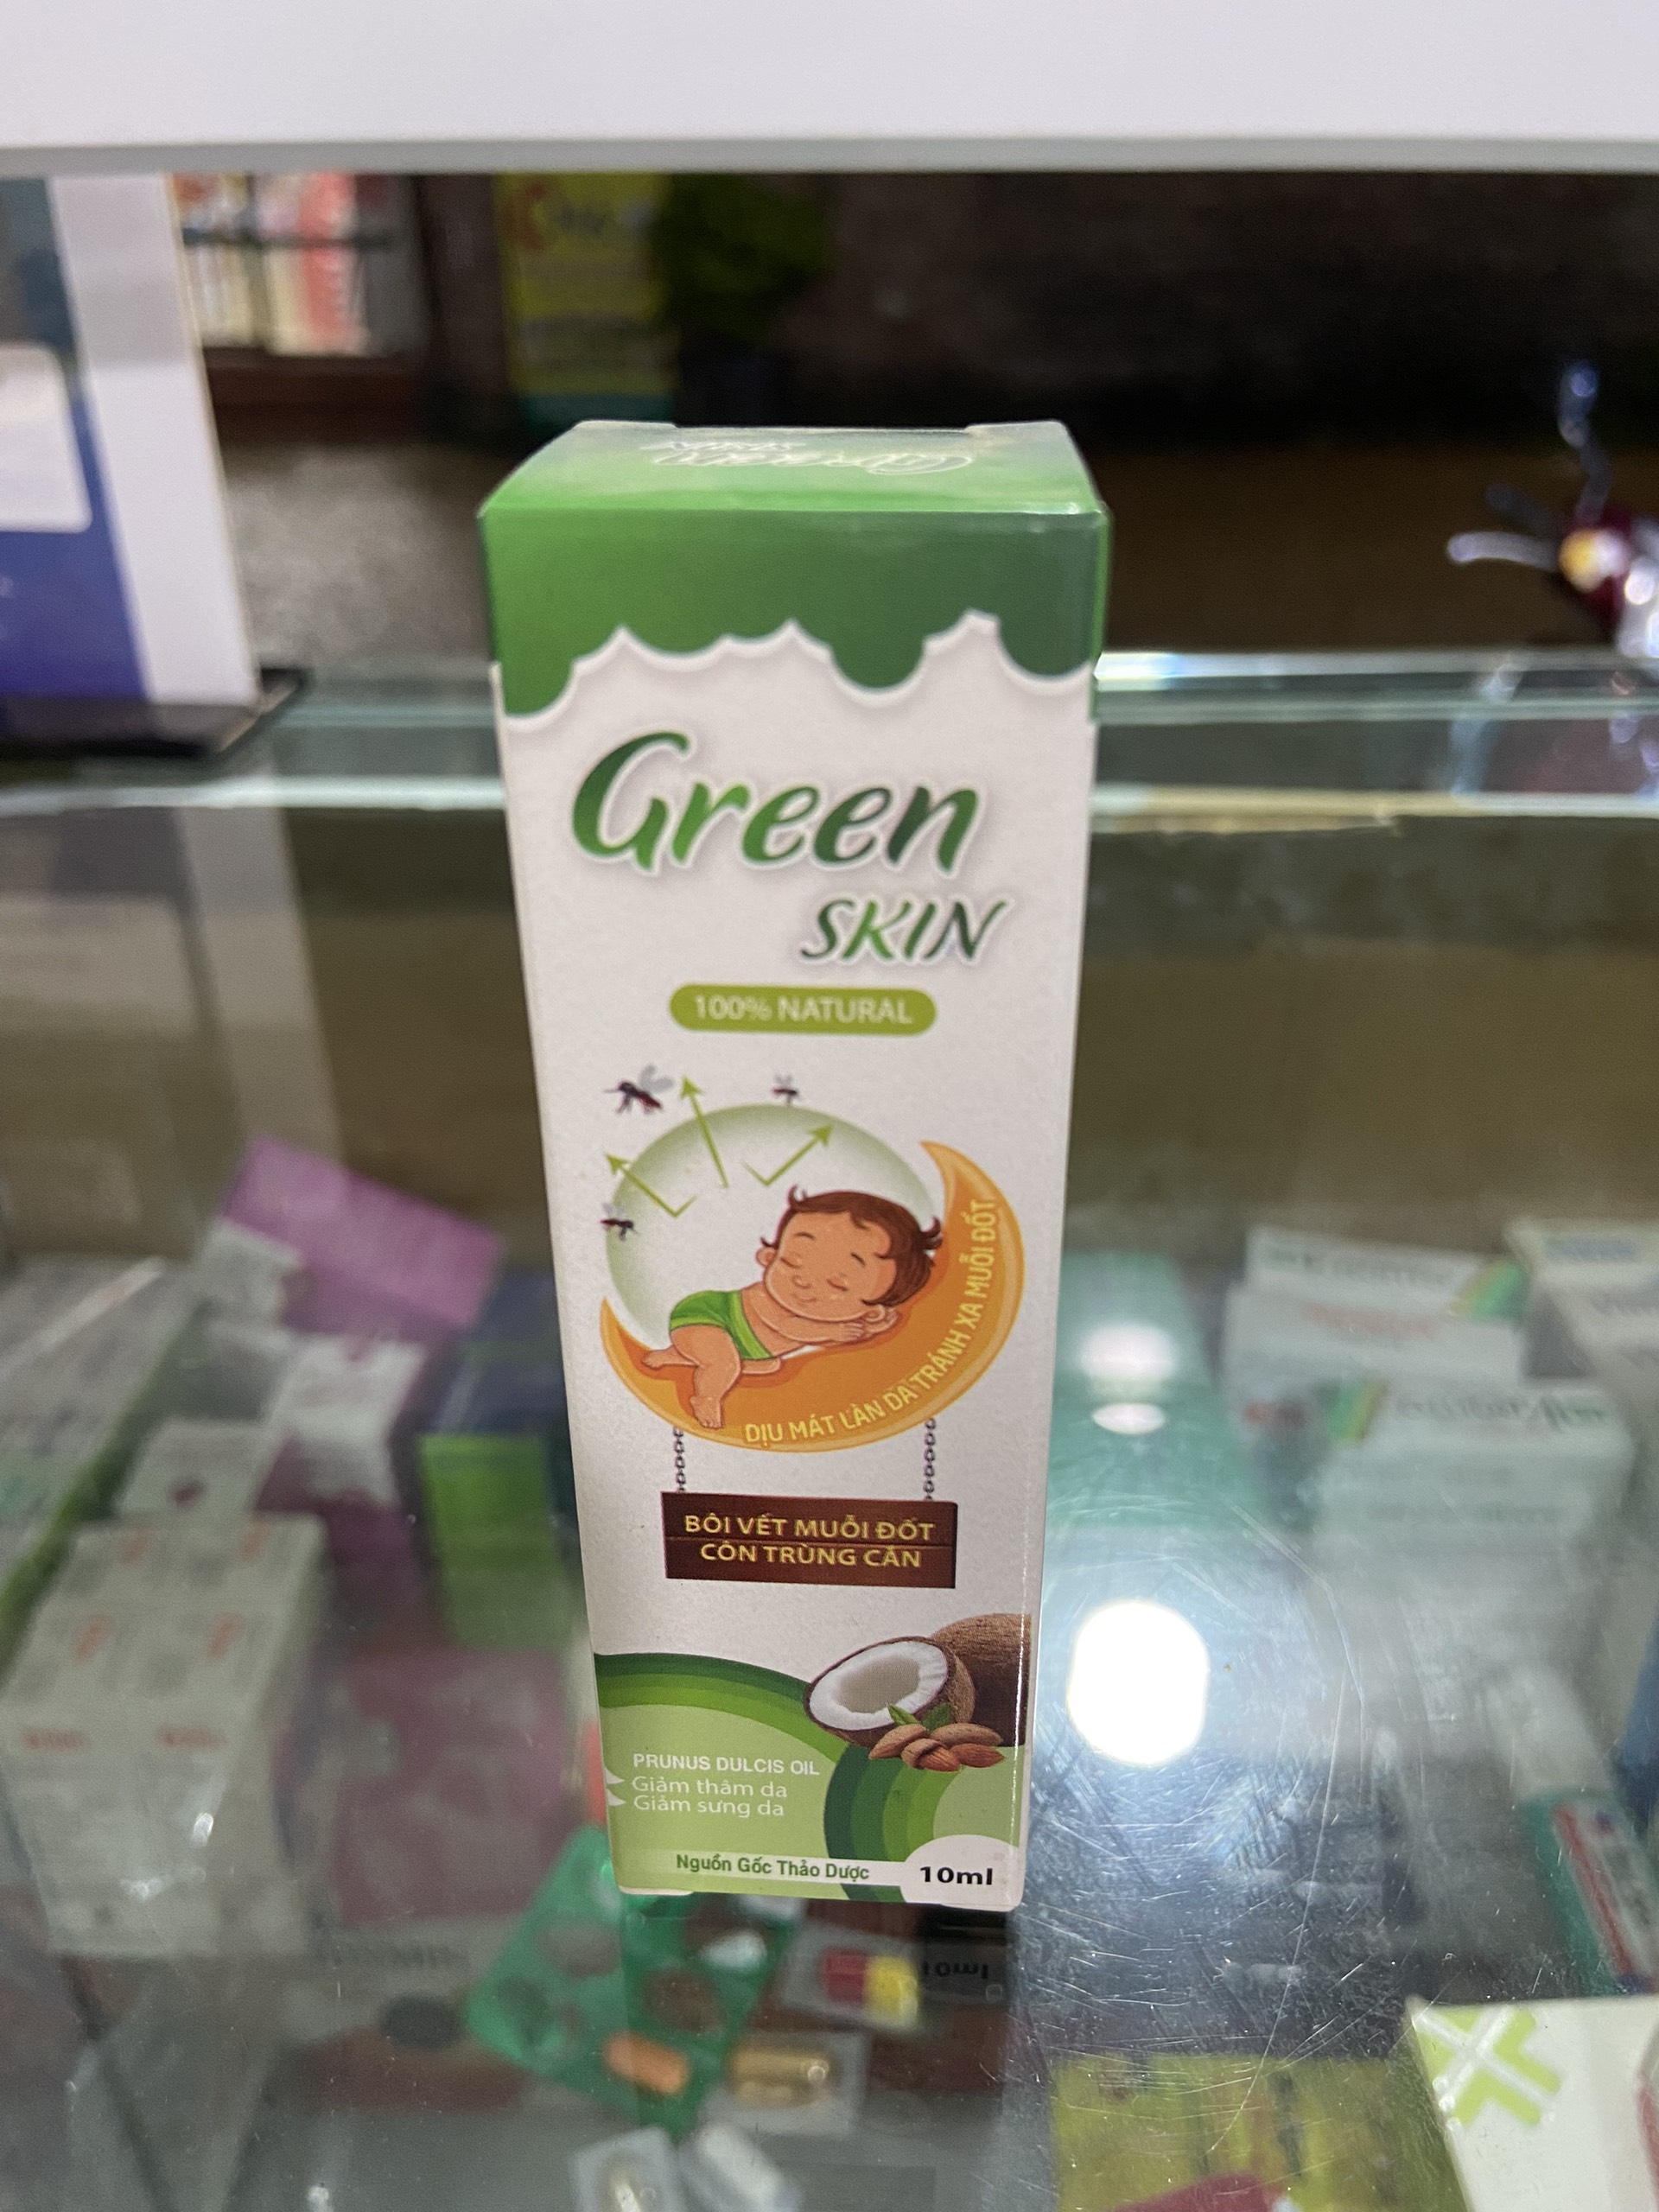 Green
SKIN
100% NATURAL
DỊU MÁT LÀN DA TRÁNH XA MUỖI ĐỐT
BÔI VẾT MUỖI ĐỐT
CÔN TRÙNG CẮN
PRUNUS DULCIS OIL
Giảm thâm da
Giảm sưng da
Nguồn Gốc Thảo Dược
10ml